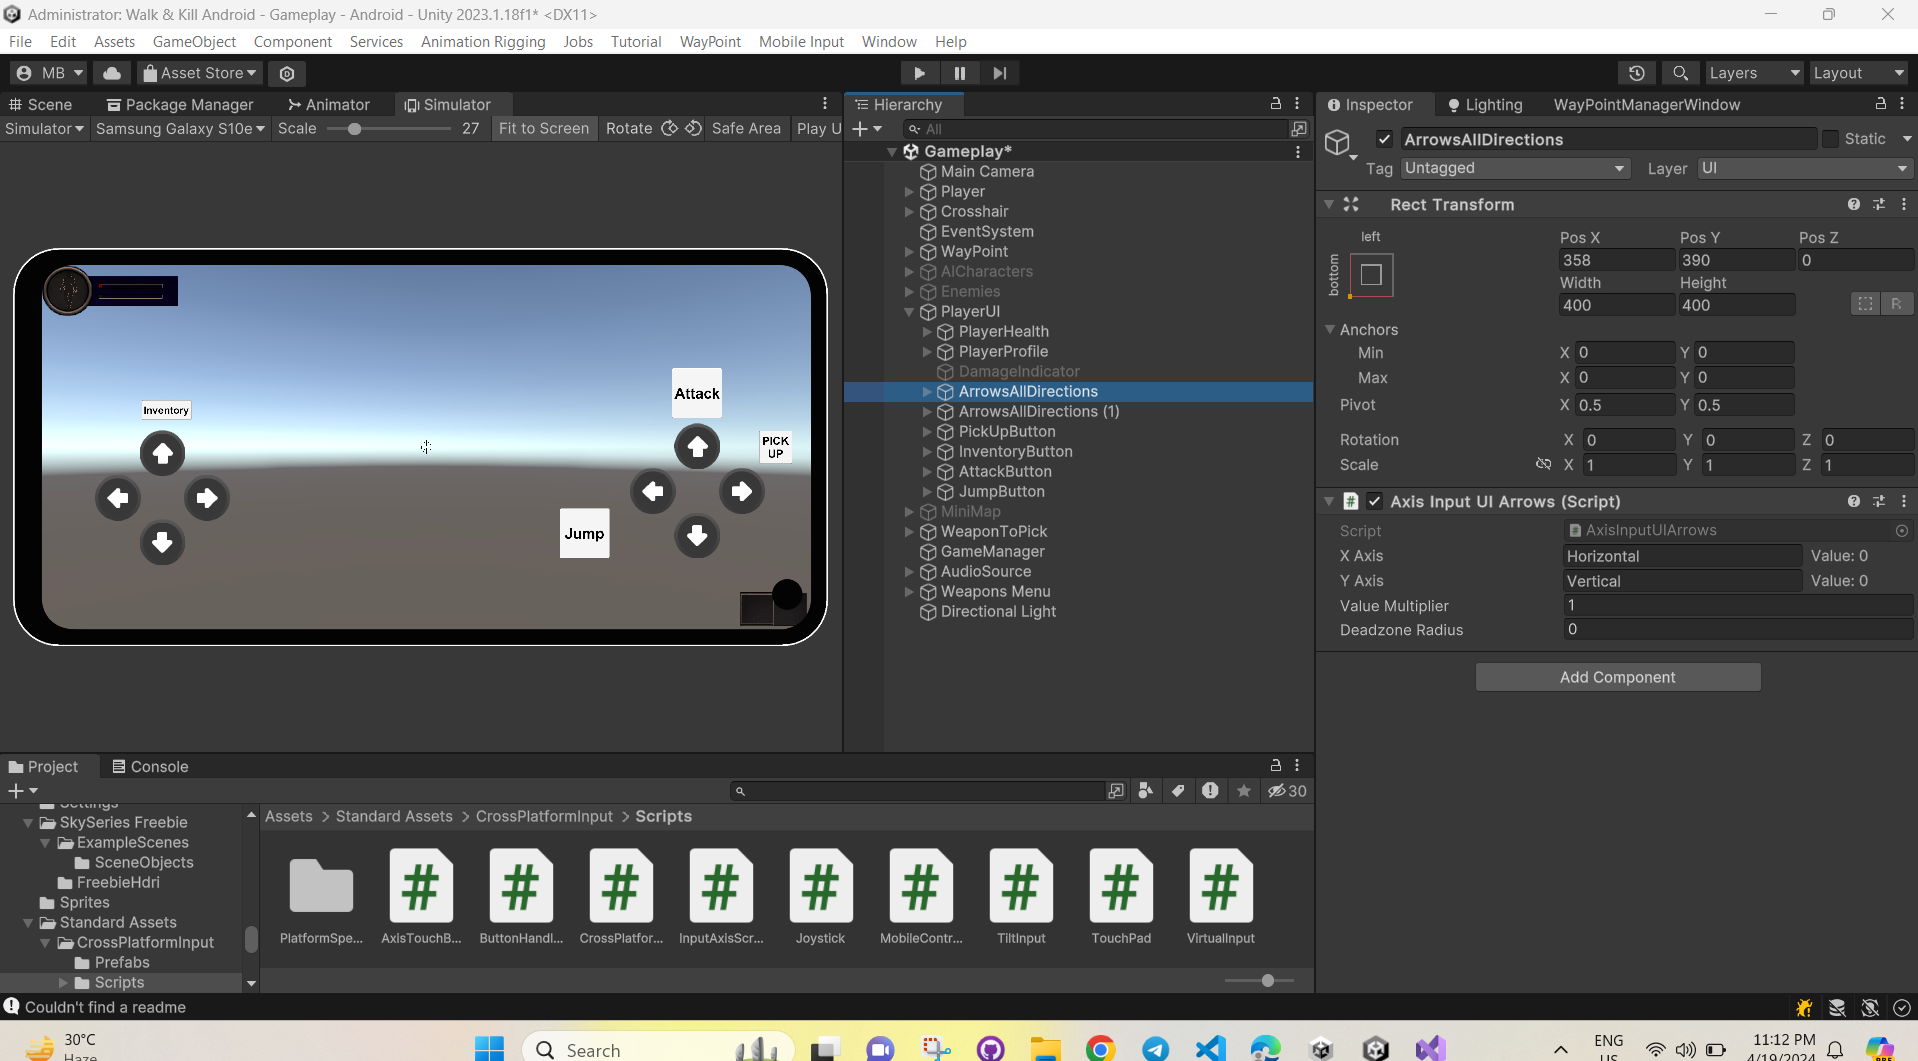 Administrator: Walk & Kill Android - Gameplay - Android - Unity 2023.1.18f1* <DX11>
File Edit Assets GameObject Component Services Animation Rigging Jobs Tutorial WayPoint Mobile Input Window Help
MB Asset Store Layers Layout
Scene Package Manager Animator Simulator
Simulator Samsung Galaxy S10e Scale 27 Fit to Screen Rotate Safe Area Play U
Inventory
Attack
PICK
UP
Jump
Hierarchy
All
Gameplay*
Main Camera
Player
Crosshair
EventSystem
WayPoint
AICharacters
Enemies
PlayerUI
PlayerHealth
PlayerProfile
DamageIndicator
ArrowsAllDirections
ArrowsAllDirections (1)
PickUpButton
InventoryButton
AttackButton
JumpButton
MiniMap
WeaponToPick
GameManager
AudioSource
Weapons Menu
Directional Light
Inspector Lighting WayPointManagerWindow
ArrowsAllDirections Static
Tag Untagged Layer UI
Rect Transform
left
bottom
Pos X Pos Y Pos Z
358 390 0
Width Height
400 400
R
Anchors
Min X 0 Y 0
Max X 0 Y 0
Pivot X 0.5 Y 0.5
Rotation X 0 Y 0 Z 0
Scale X 1 Y 1 Z 1
# Axis Input UI Arrows (Script)
Script AxisInputUIArrows
X Axis Horizontal Value: 0
Y Axis Vertical Value: 0
Value Multiplier 1
Deadzone Radius 0
Add Component
Project Console
30
Settings
SkySeries Freebie
ExampleScenes
SceneObjects
FreebieHdri
Sprites
Standard Assets
CrossPlatformInput
Prefabs
Scripts
Assets > Standard Assets > CrossPlatformInput > Scripts
# # # # # # # # #
PlatformSpe... AxisTouchB... ButtonHandl... CrossPlatfor... InputAxisScr... Joystick MobileContr... TiltInput TouchPad VirtualInput
Couldn't find a readme
30°C
Haze
Search
ENG
US
11:12 PM
4/19/2024